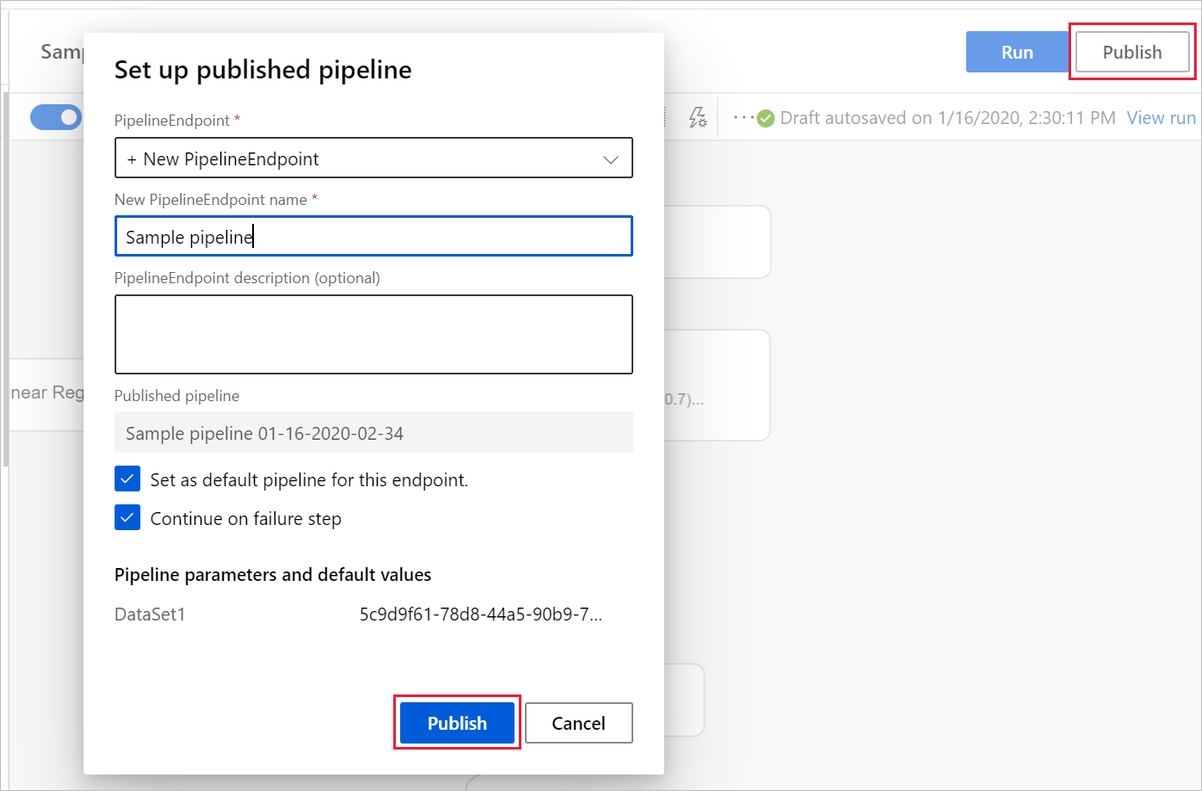 Sam
Run
Publish
Draft autosaved on 1/16/2020, 2:30:11 PM
View run
Set up published pipeline
PipelineEndpoint *
+ New PipelineEndpoint
New PipelineEndpoint name *
Sample pipeline
PipelineEndpoint description (optional)
near Reg
0.7)...
Published pipeline
Sample pipeline 01-16-2020-02-34
Set as default pipeline for this endpoint.
Continue on failure step
Pipeline parameters and default values
DataSet1 5c9d9f61-78d8-44a5-90b9-7...
Publish
Cancel